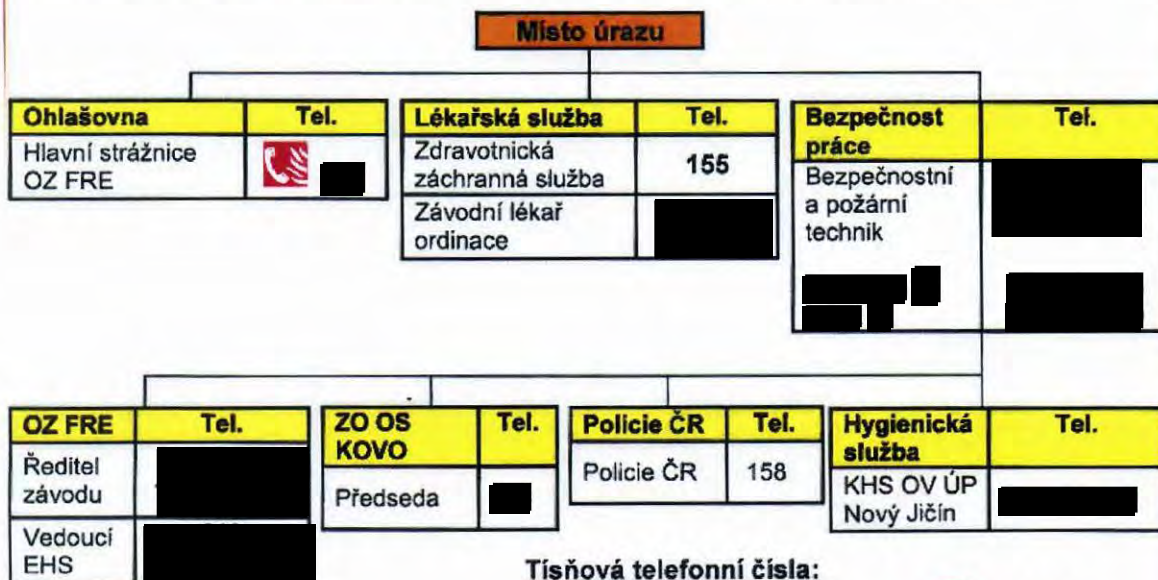 Místo úrazu
Ohlašovna Tel.
Hlavní strážnice
OZ FRE
Lékařská služba Tel.
Zdravotnická
záchranná služba 155
Závodní lékař
ordinace
Bezpečnost
práce Tel.
Bezpečnostní
a požární
technik
OZ FRE Tel.
Ředitel
závodu
Vedoucí
EHS
ZO OS
KOVO Tel.
Předseda
Policie ČR Tel.
Policie ČR 158
Hygienická
služba Tel.
KHS OV ÚP
Nový Jičín
Tísňová telefonní čísla: